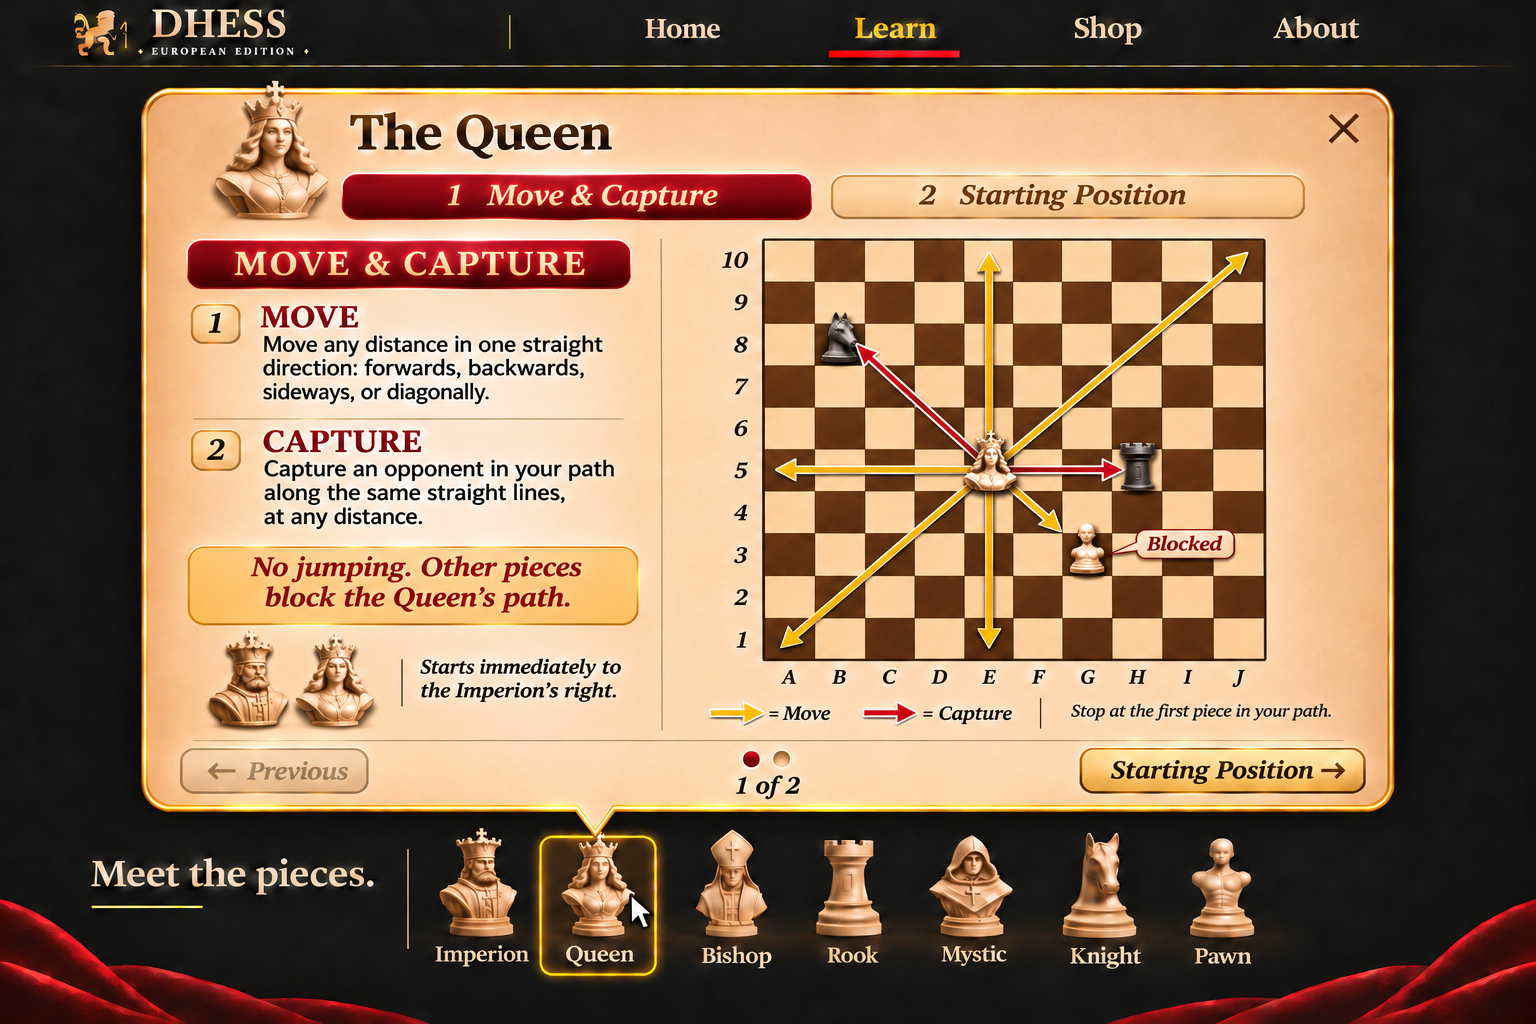 DHESS
EUROPEAN EDITION
Home
Learn
Shop
About
The Queen
1 Move & Capture
2 Starting Position
MOVE & CAPTURE
1
MOVE
Move any distance in one straight
direction: forwards, backwards,
sideways, or diagonally.
2
CAPTURE
Capture an opponent in your path
along the same straight lines,
at any distance.
No jumping. Other pieces
block the Queen’s path.
Starts immediately to
the Imperion’s right.
10
9
8
7
6
5
4
3
2
1
Blocked
A B C D E F G H I J
= Move
= Capture
Stop at the first piece in your path.
← Previous
1 of 2
Starting Position →
Meet the pieces.
Imperion
Queen
Bishop
Rook
Mystic
Knight
Pawn